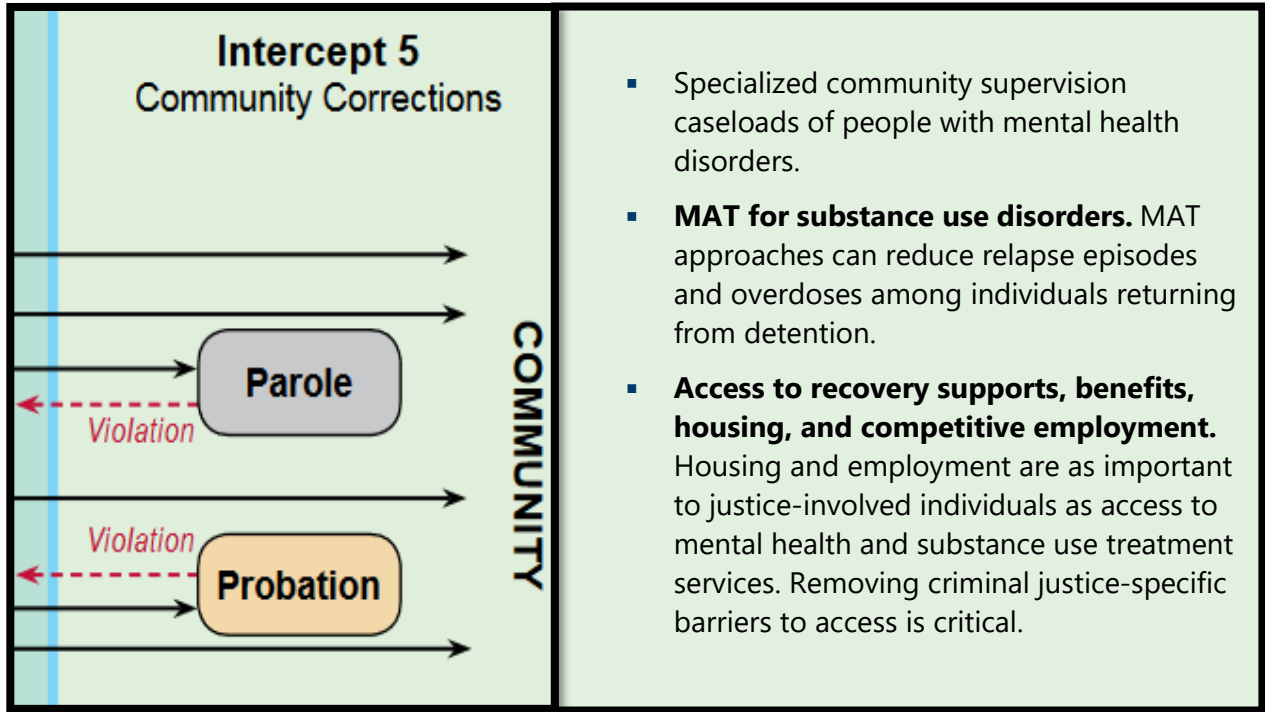 Intercept 5
Community Corrections
Parole
Violation
Violation
Probation
COMMUNITY
▪ Specialized community supervision
caseloads of people with mental health
disorders.
▪ MAT for substance use disorders. MAT
approaches can reduce relapse episodes
and overdoses among individuals returning
from detention.
▪ Access to recovery supports, benefits,
housing, and competitive employment.
Housing and employment are as important
to justice-involved individuals as access to
mental health and substance use treatment
services. Removing criminal justice-specific
barriers to access is critical.